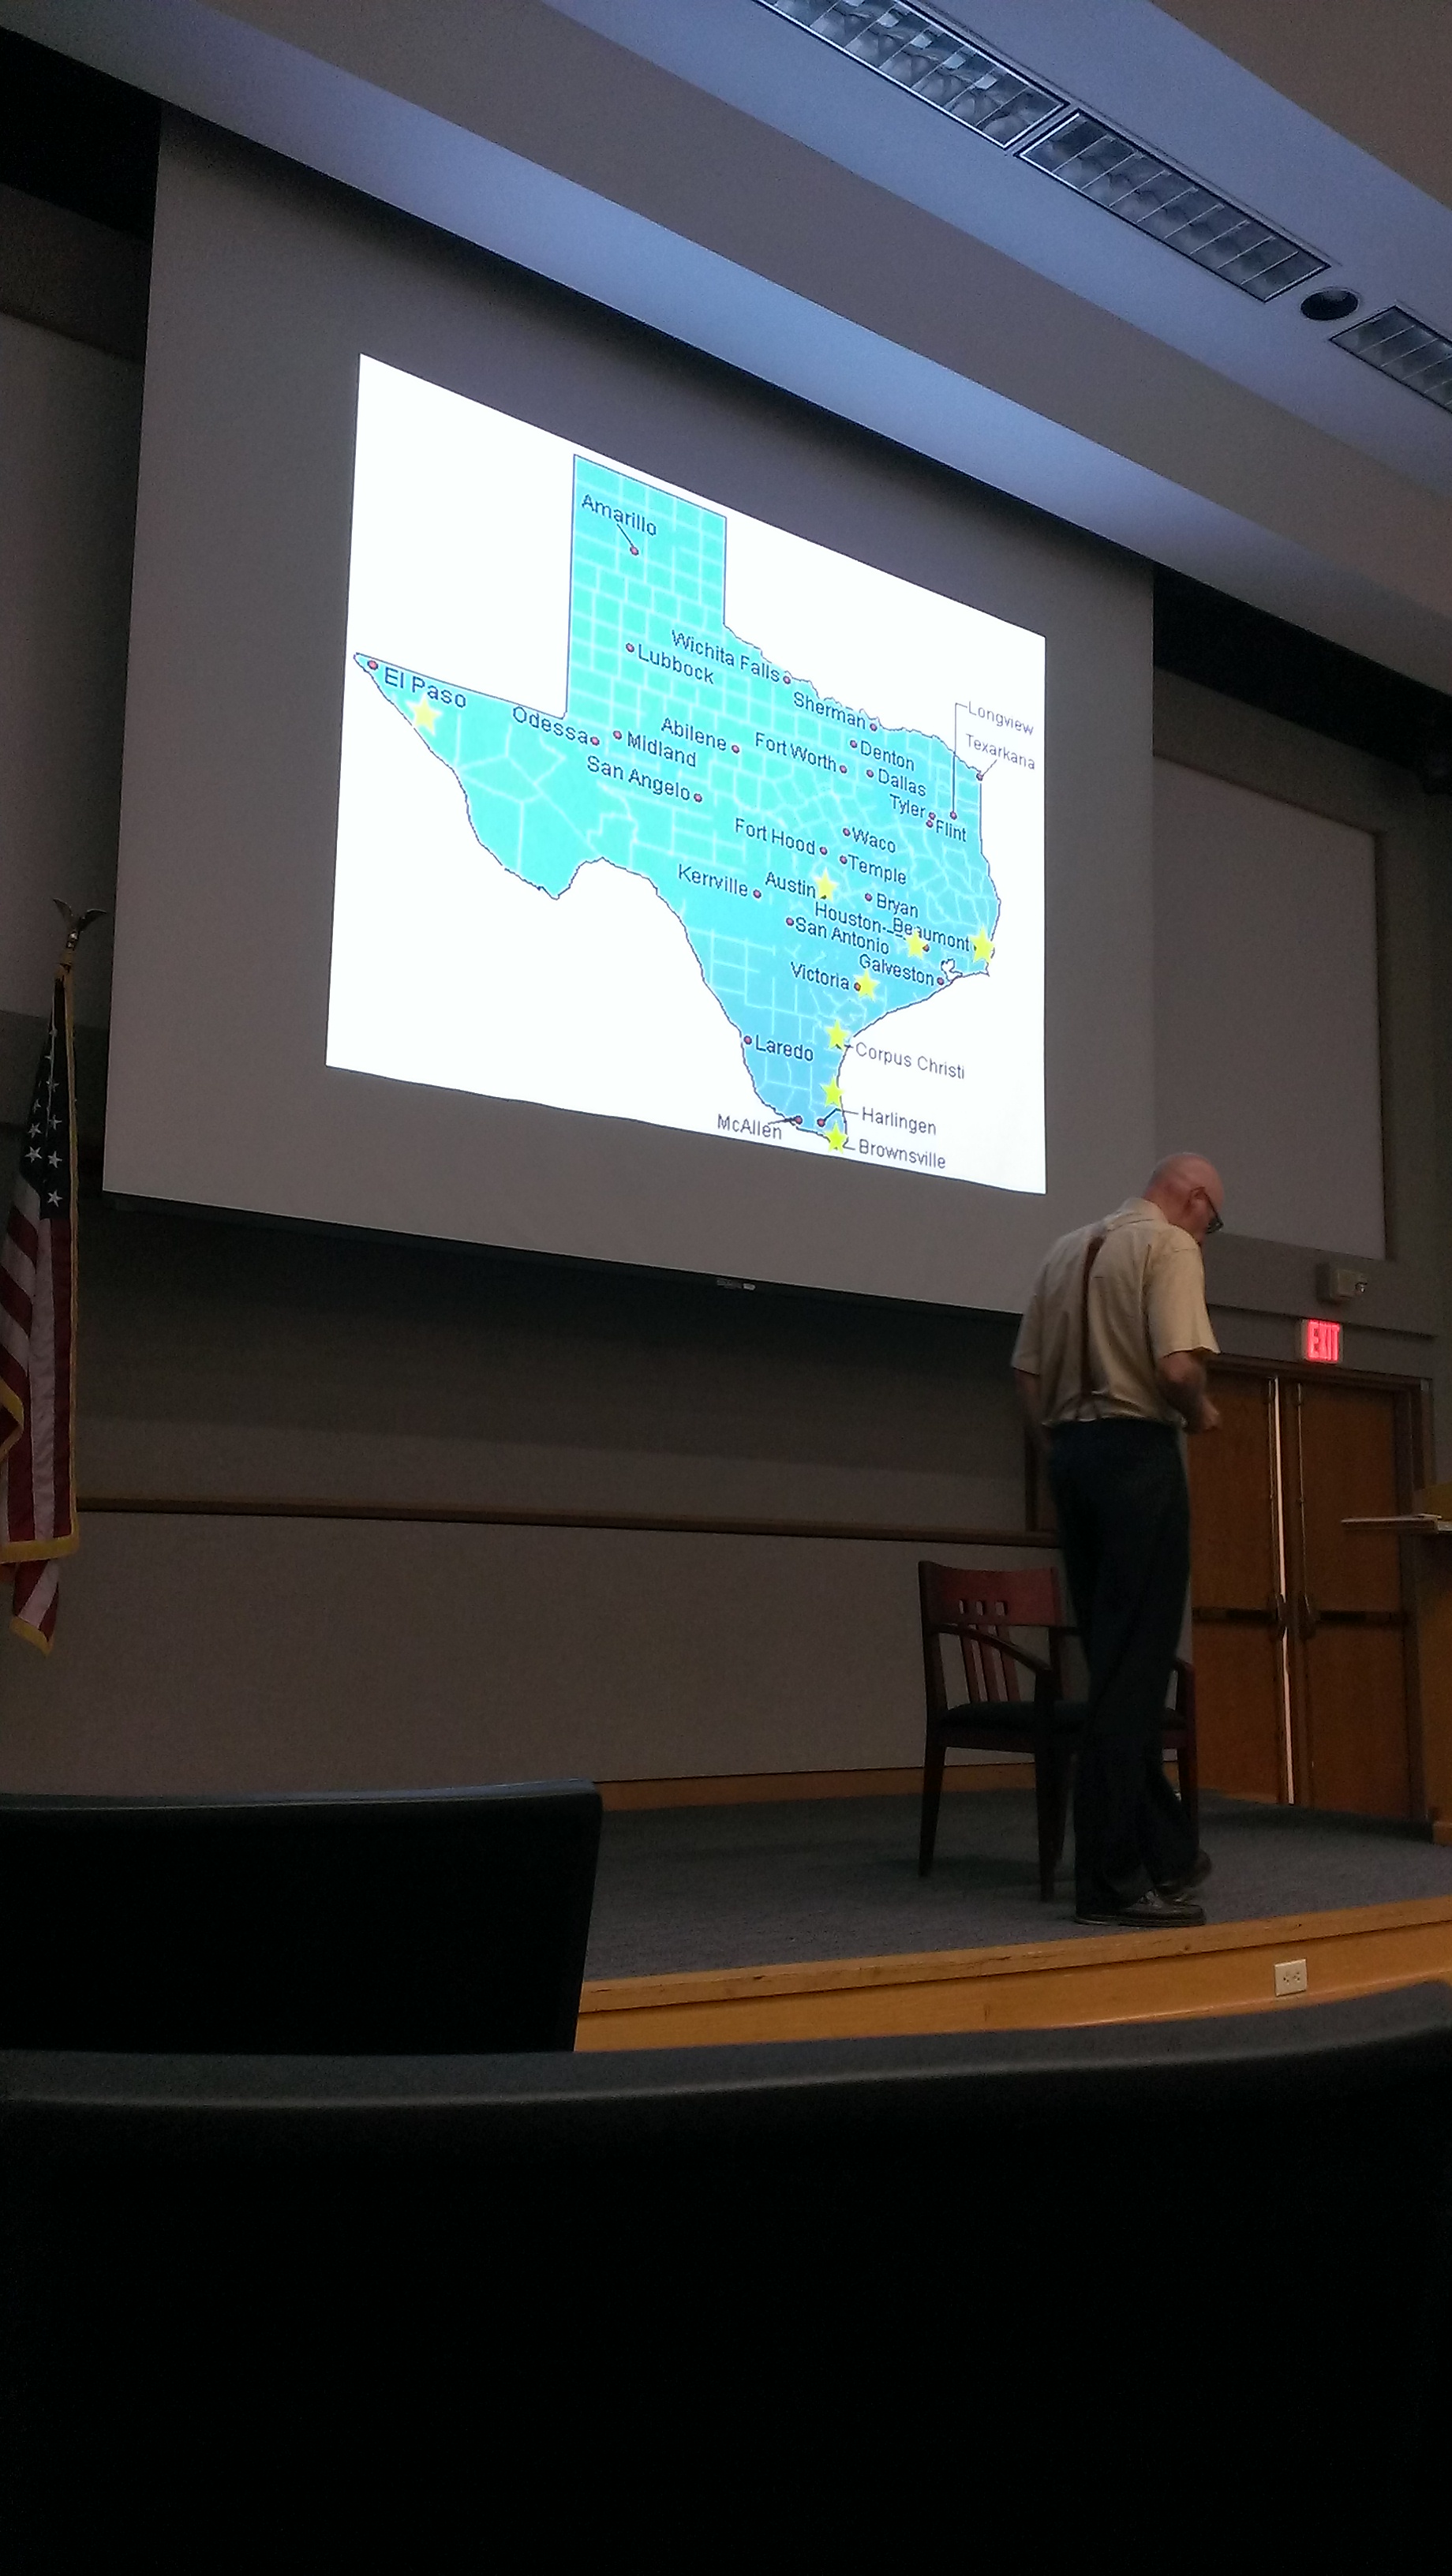 Amarillo
Wichita Falls
Lubbock
El Paso
Sherman
Longview
Odessa
Abilene
Midland
Fort Worth
Denton
Texarkana
San Angelo
Dallas
Tyler
Flint
Fort Hood
Waco
Temple
Kerrville
Austin
Bryan
Houston
Beaumont
San Antonio
Galveston
Victoria
Laredo
Corpus Christi
McAllen
Harlingen
Brownsville
EXIT